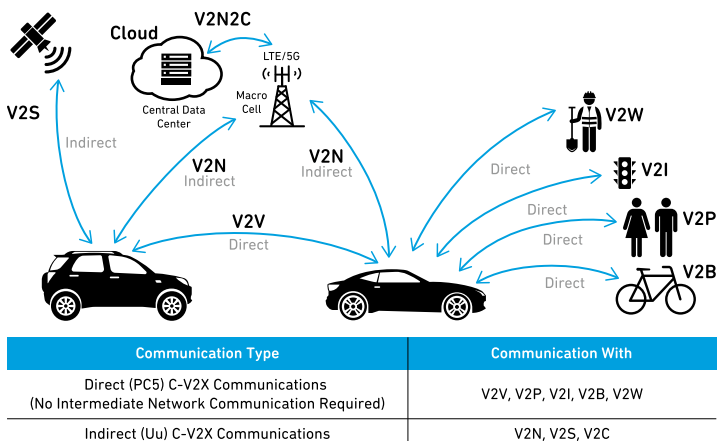 V2N2C
Cloud
LTE/5G
Macro
Cell
Central Data
Center
V2S
Indirect
V2N
Indirect
V2N
Indirect
V2V
Direct
V2W
Direct
V2I
Direct
V2P
Direct
V2B
Direct
Communication Type
Communication With
Direct (PC5) C-V2X Communications
(No Intermediate Network Communication Required)
V2V, V2P, V2I, V2B, V2W
Indirect (Uu) C-V2X Communications
V2N, V2S, V2C